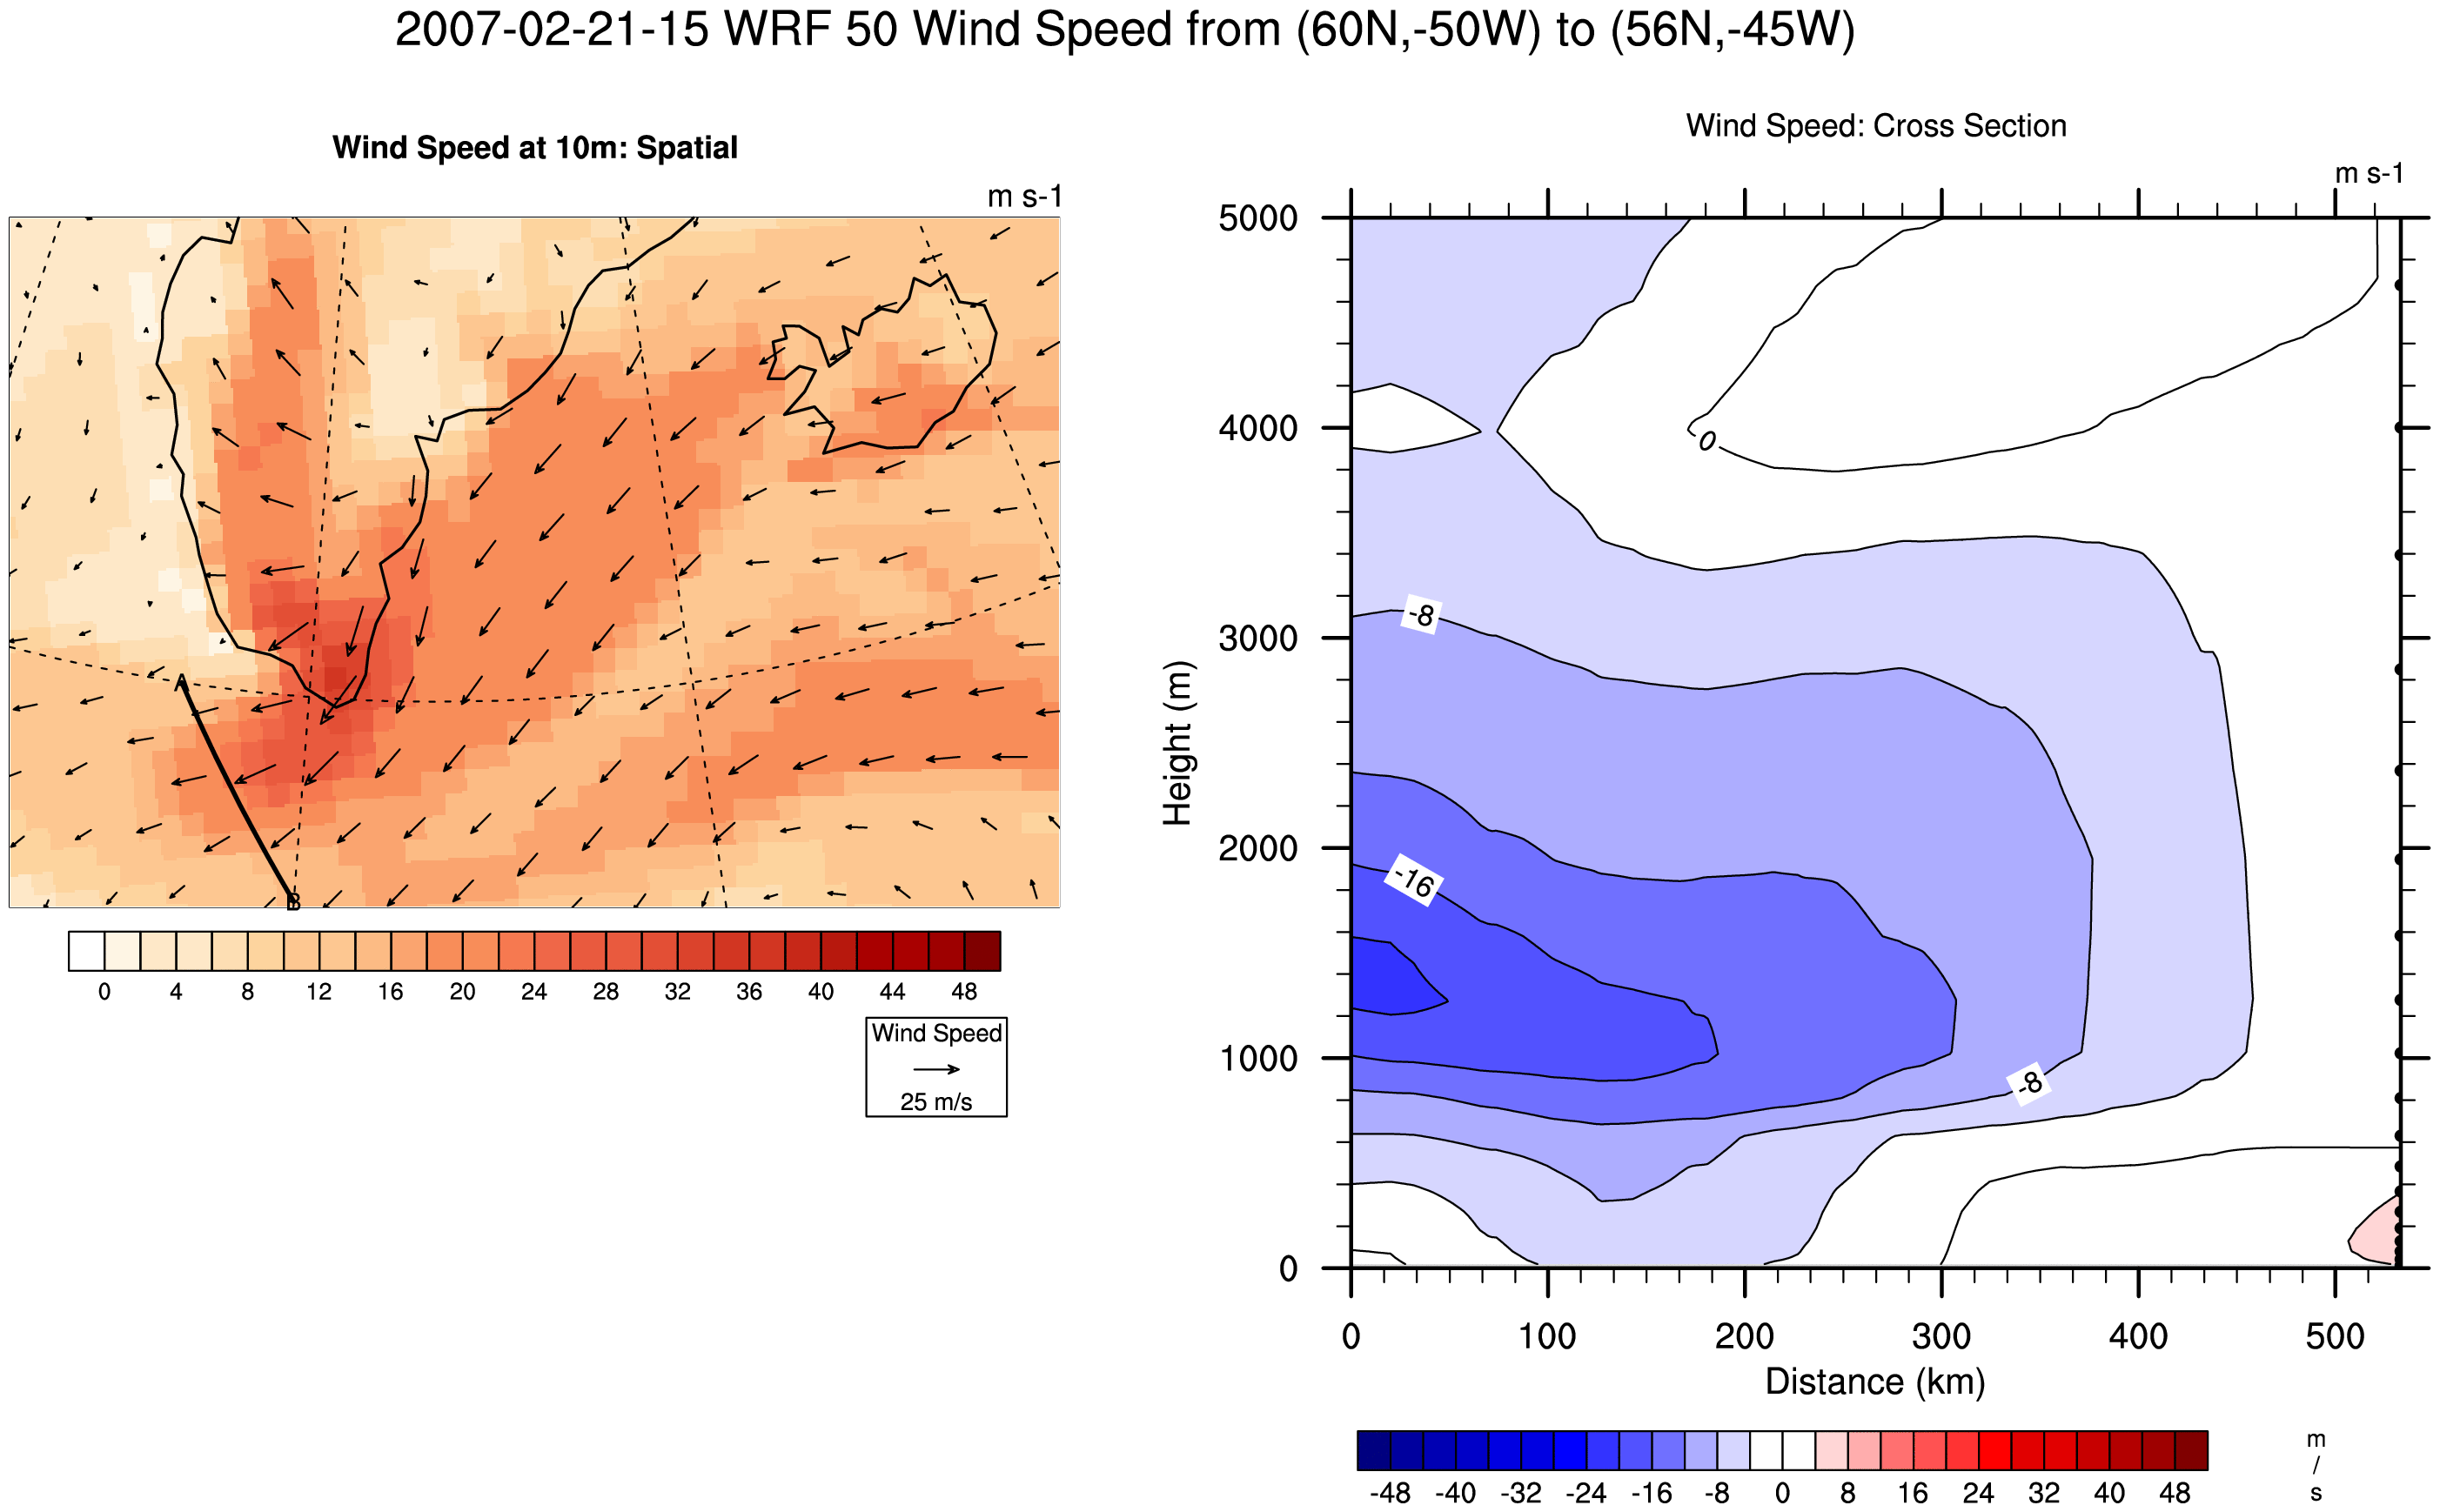 2007-02-21-15 WRF 50 Wind Speed from (60N,-50W) to (56N,-45W)
Wind Speed at 10m: Spatial
m s-1
A
B
0 4 8 12 16 20 24 28 32 36 40 44 48
Wind Speed
25 m/s
Wind Speed: Cross Section
m s-1
5000
4000
3000
2000
1000
0
Height (m)
0
-8
-16
-8
0 100 200 300 400 500
Distance (km)
-48 -40 -32 -24 -16 -8 0 8 16 24 32 40 48
m
/
s